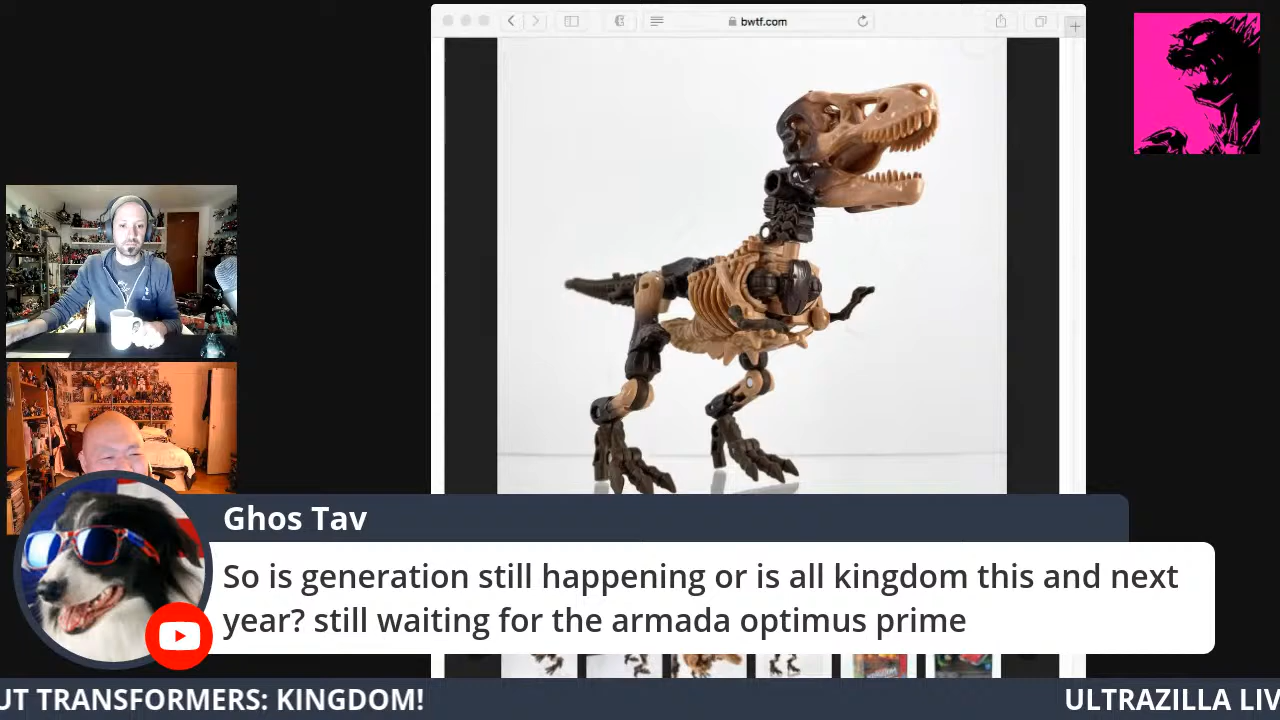 bwtf.com
Ghos Tav
So is generation still happening or is all kingdom this and next
year? still waiting for the armada optimus prime
UT TRANSFORMERS: KINGDOM!
ULTRAZILLA LIV